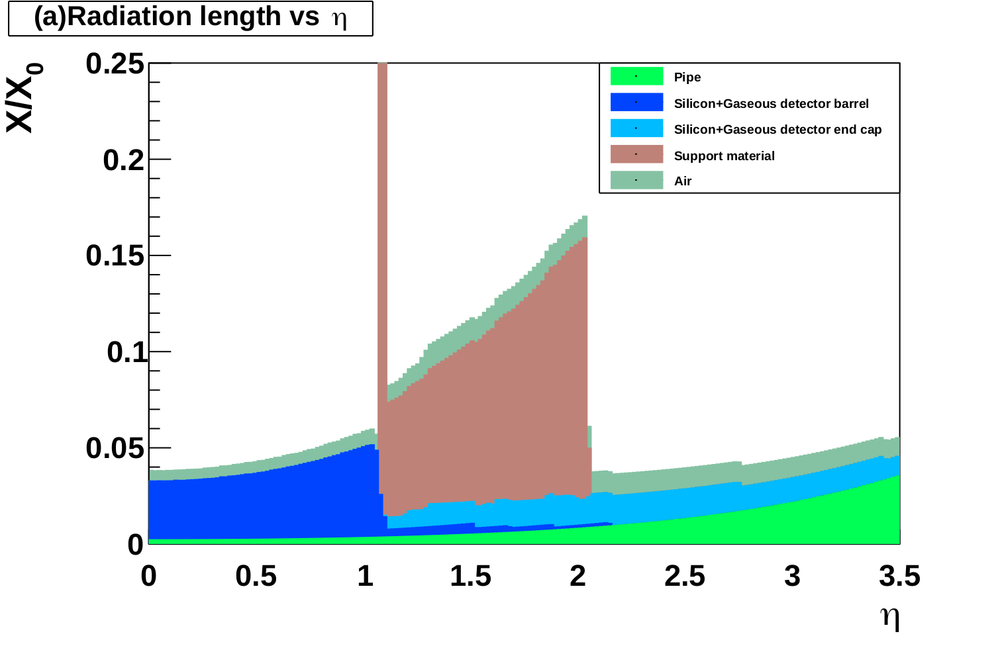 (a)Radiation length vs η
X/X0
0.25
0.2
0.15
0.1
0.05
0
Pipe
Silicon+Gaseous detector barrel
Silicon+Gaseous detector end cap
Support material
Air
0 0.5 1 1.5 2 2.5 3 3.5
η